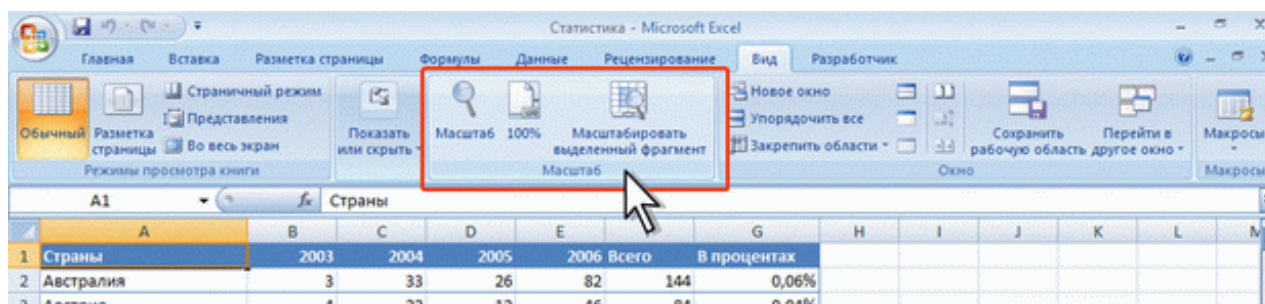 Статистика - Microsoft Excel
Главная Вставка Разметка страницы Формулы Данные Рецензирование Вид Разработчик
Обычный Разметка страницы Страничный режим Представления Во весь экран
Показать или скрыть
Масштаб 100% Масштабировать выделенный фрагмент
Новое окно Упорядочить все Закрепить области
Сохранить рабочую область Перейти в другое окно
Макросы
Режимы просмотра книги Масштаб Окно Макросы
A1 fx Страны
A B C D E G H I J K L
1 Страны 2003 2004 2005 2006 Всего В процентах
2 Австралия 3 33 26 82 144 0,06%